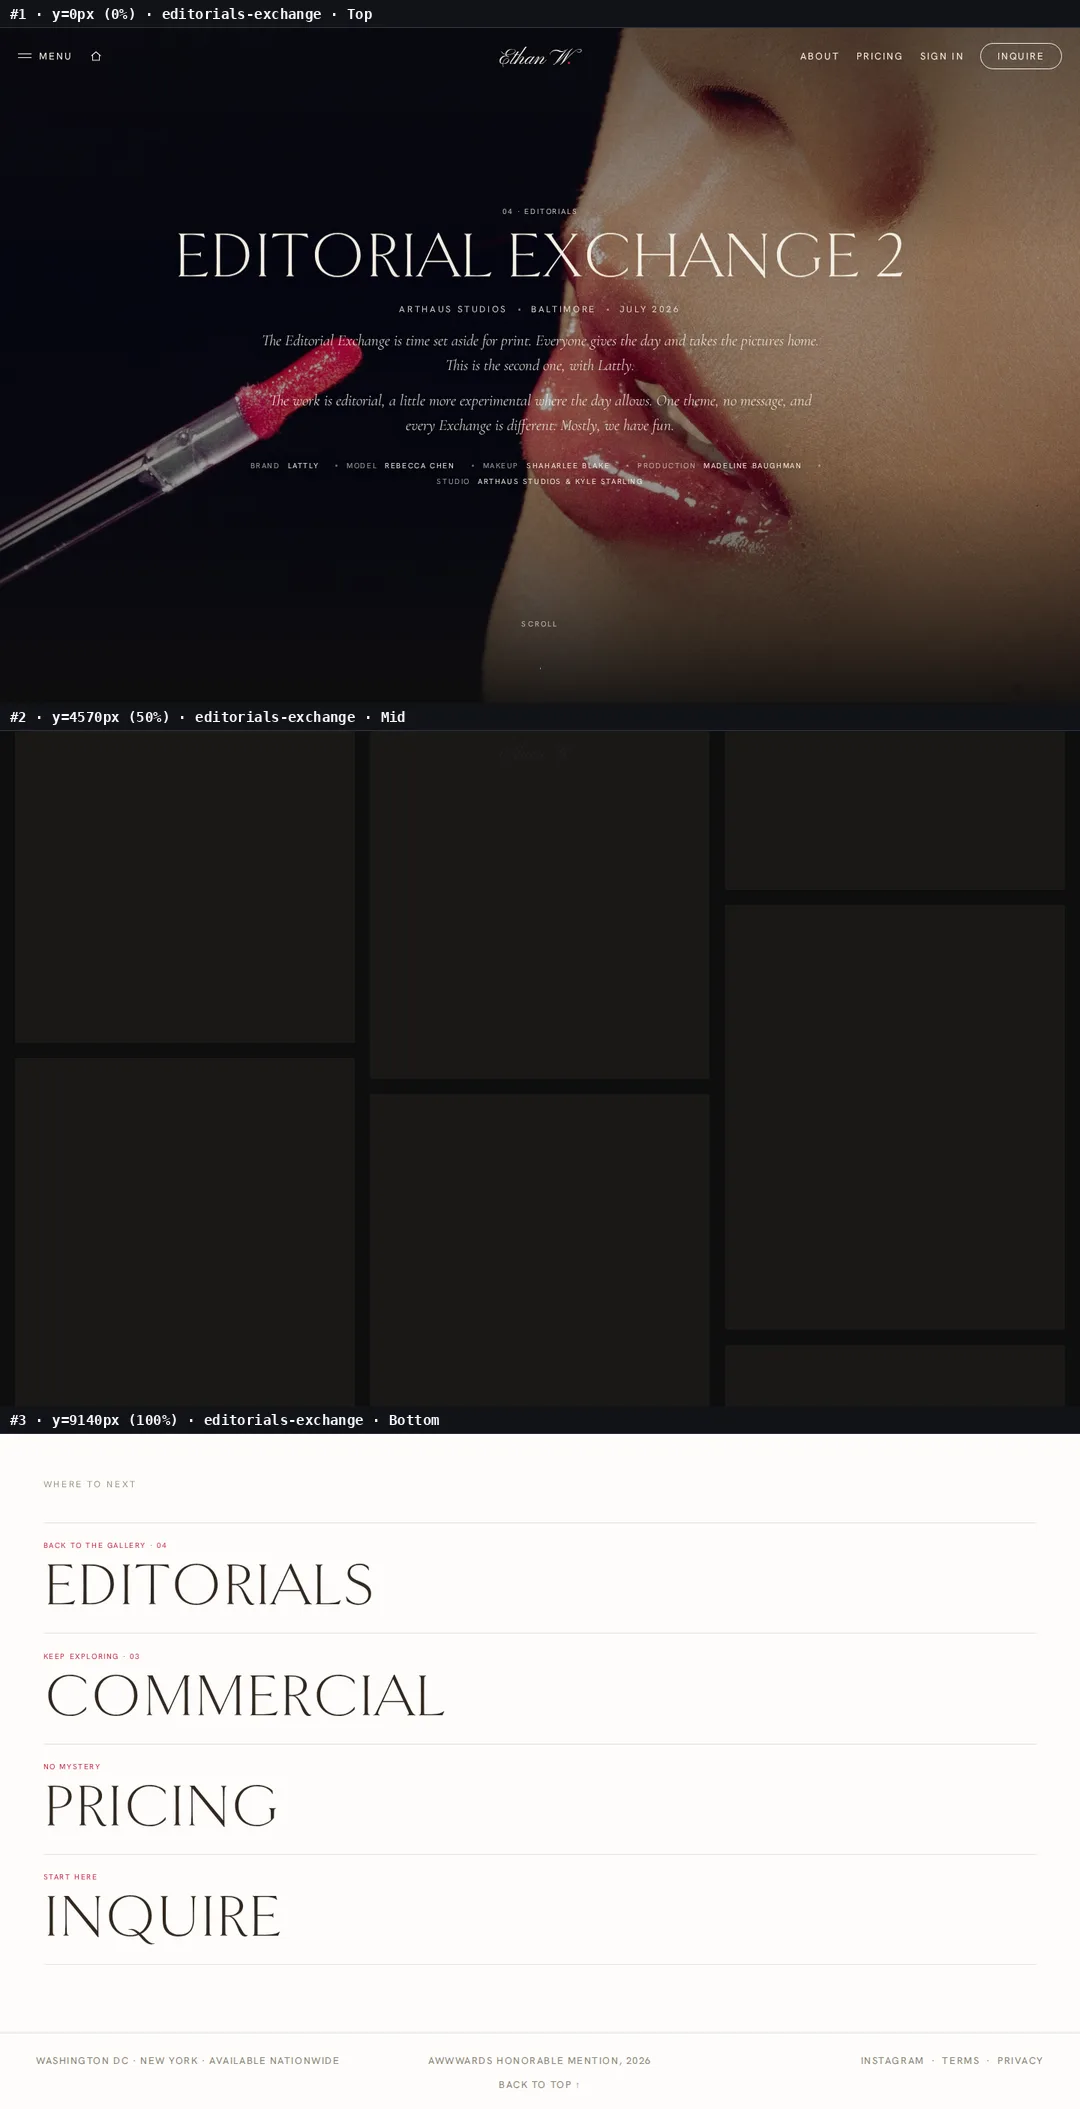 #1 · y=0px (0%) · editorials-exchange · Top
MENU
Ethan W.
ABOUT PRICING SIGN IN INQUIRE
04 · EDITORIALS
EDITORIAL EXCHANGE 2
ARTHAUS STUDIOS • BALTIMORE • JULY 2026
The Editorial Exchange is time set aside for print. Everyone gives the day and takes the pictures home.
This is the second one, with Lattly.
The work is editorial, a little more experimental where the day allows. One theme, no message, and
every Exchange is different. Mostly, we have fun.
BRAND LATTLY • MODEL REBECCA CHEN • MAKEUP SHAHARLEE BLAKE • PRODUCTION MADELINE BAUGHMAN •
STUDIO ARTHAUS STUDIOS & KYLE STARLING
SCROLL
#2 · y=4570px (50%) · editorials-exchange · Mid
#3 · y=9140px (100%) · editorials-exchange · Bottom
WHERE TO NEXT
BACK TO THE GALLERY · 04
EDITORIALS
KEEP EXPLORING · 03
COMMERCIAL
NO MYSTERY
PRICING
START HERE
INQUIRE
WASHINGTON DC · NEW YORK · AVAILABLE NATIONWIDE
AWWWARDS HONORABLE MENTION, 2026
INSTAGRAM · TERMS · PRIVACY
BACK TO TOP ↑